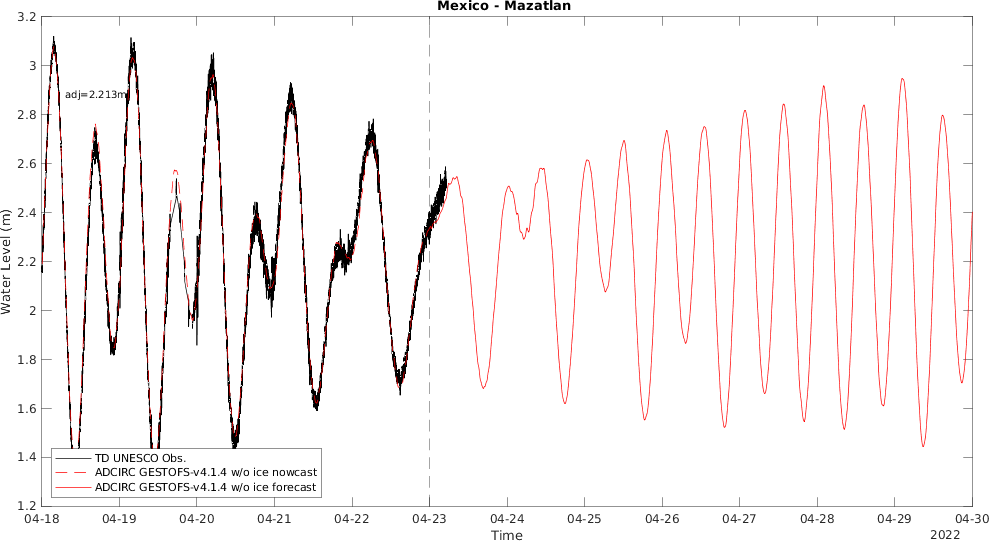 Mexico - Mazatlan
3.2
3
2.8
2.6
2.4
2.2
2
1.8
1.6
1.4
1.2
Water Level (m)
adj=2.213m
TD UNESCO Obs.
ADCIRC GESTOFS-v4.1.4 w/o ice nowcast
ADCIRC GESTOFS-v4.1.4 w/o ice forecast
04-18 04-19 04-20 04-21 04-22 04-23 04-24 04-25 04-26 04-27 04-28 04-29 04-30
Time
2022